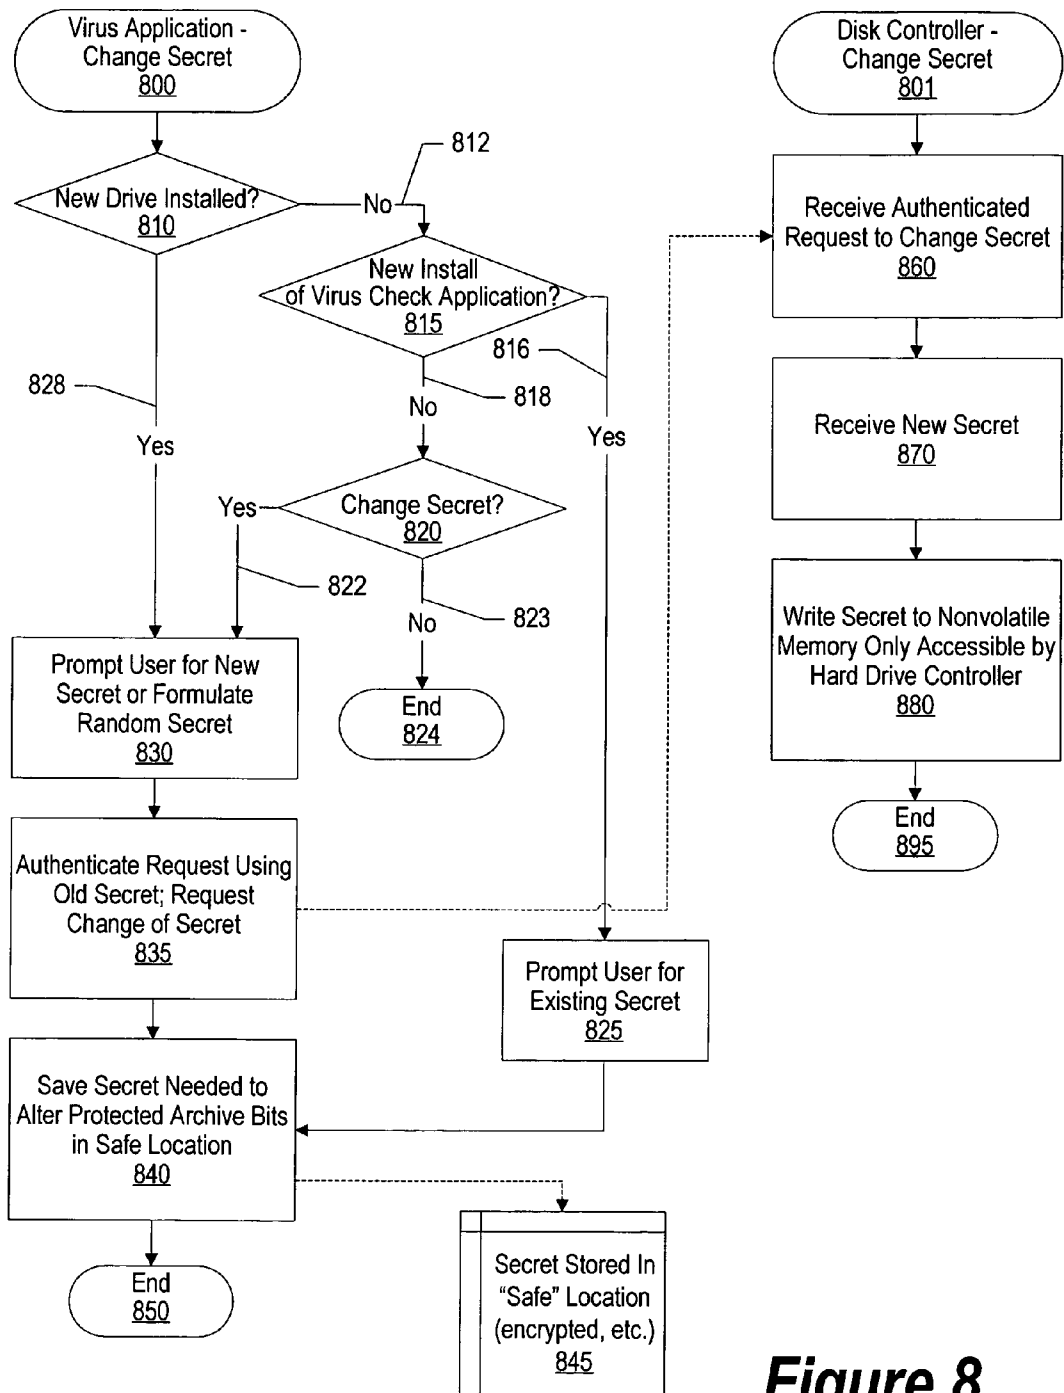 Virus Application -
Change Secret
800
Disk Controller -
Change Secret
801
New Drive Installed?
810
812
No
New Install
of Virus Check Application?
815
816
818
No
Yes
828
Yes
Change Secret?
820
Yes
822
823
No
End
824
Prompt User for New
Secret or Formulate
Random Secret
830
Authenticate Request Using
Old Secret; Request
Change of Secret
835
Prompt User for
Existing Secret
825
Save Secret Needed to
Alter Protected Archive Bits
in Safe Location
840
End
850
Secret Stored In
“Safe” Location
(encrypted, etc.)
845
Receive Authenticated
Request to Change Secret
860
Receive New Secret
870
Write Secret to Nonvolatile
Memory Only Accessible by
Hard Drive Controller
880
End
895
Figure 8